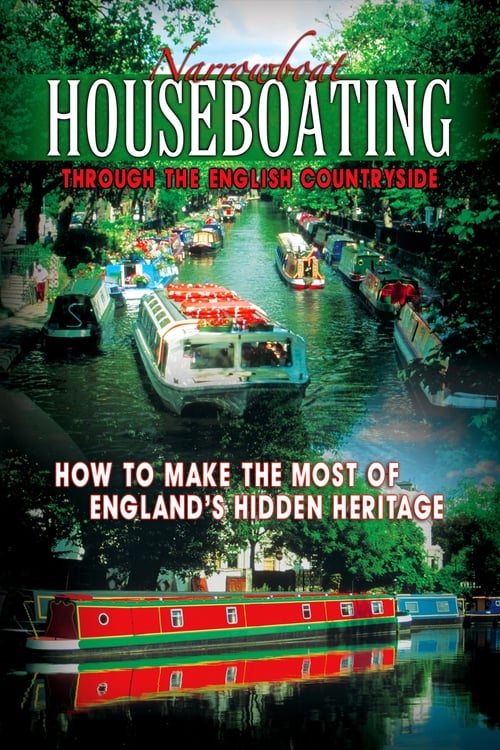 Narrowboat
HOUSEBOATING
THROUGH THE ENGLISH COUNTRYSIDE
HOW TO MAKE THE MOST OF
ENGLAND'S HIDDEN HERITAGE